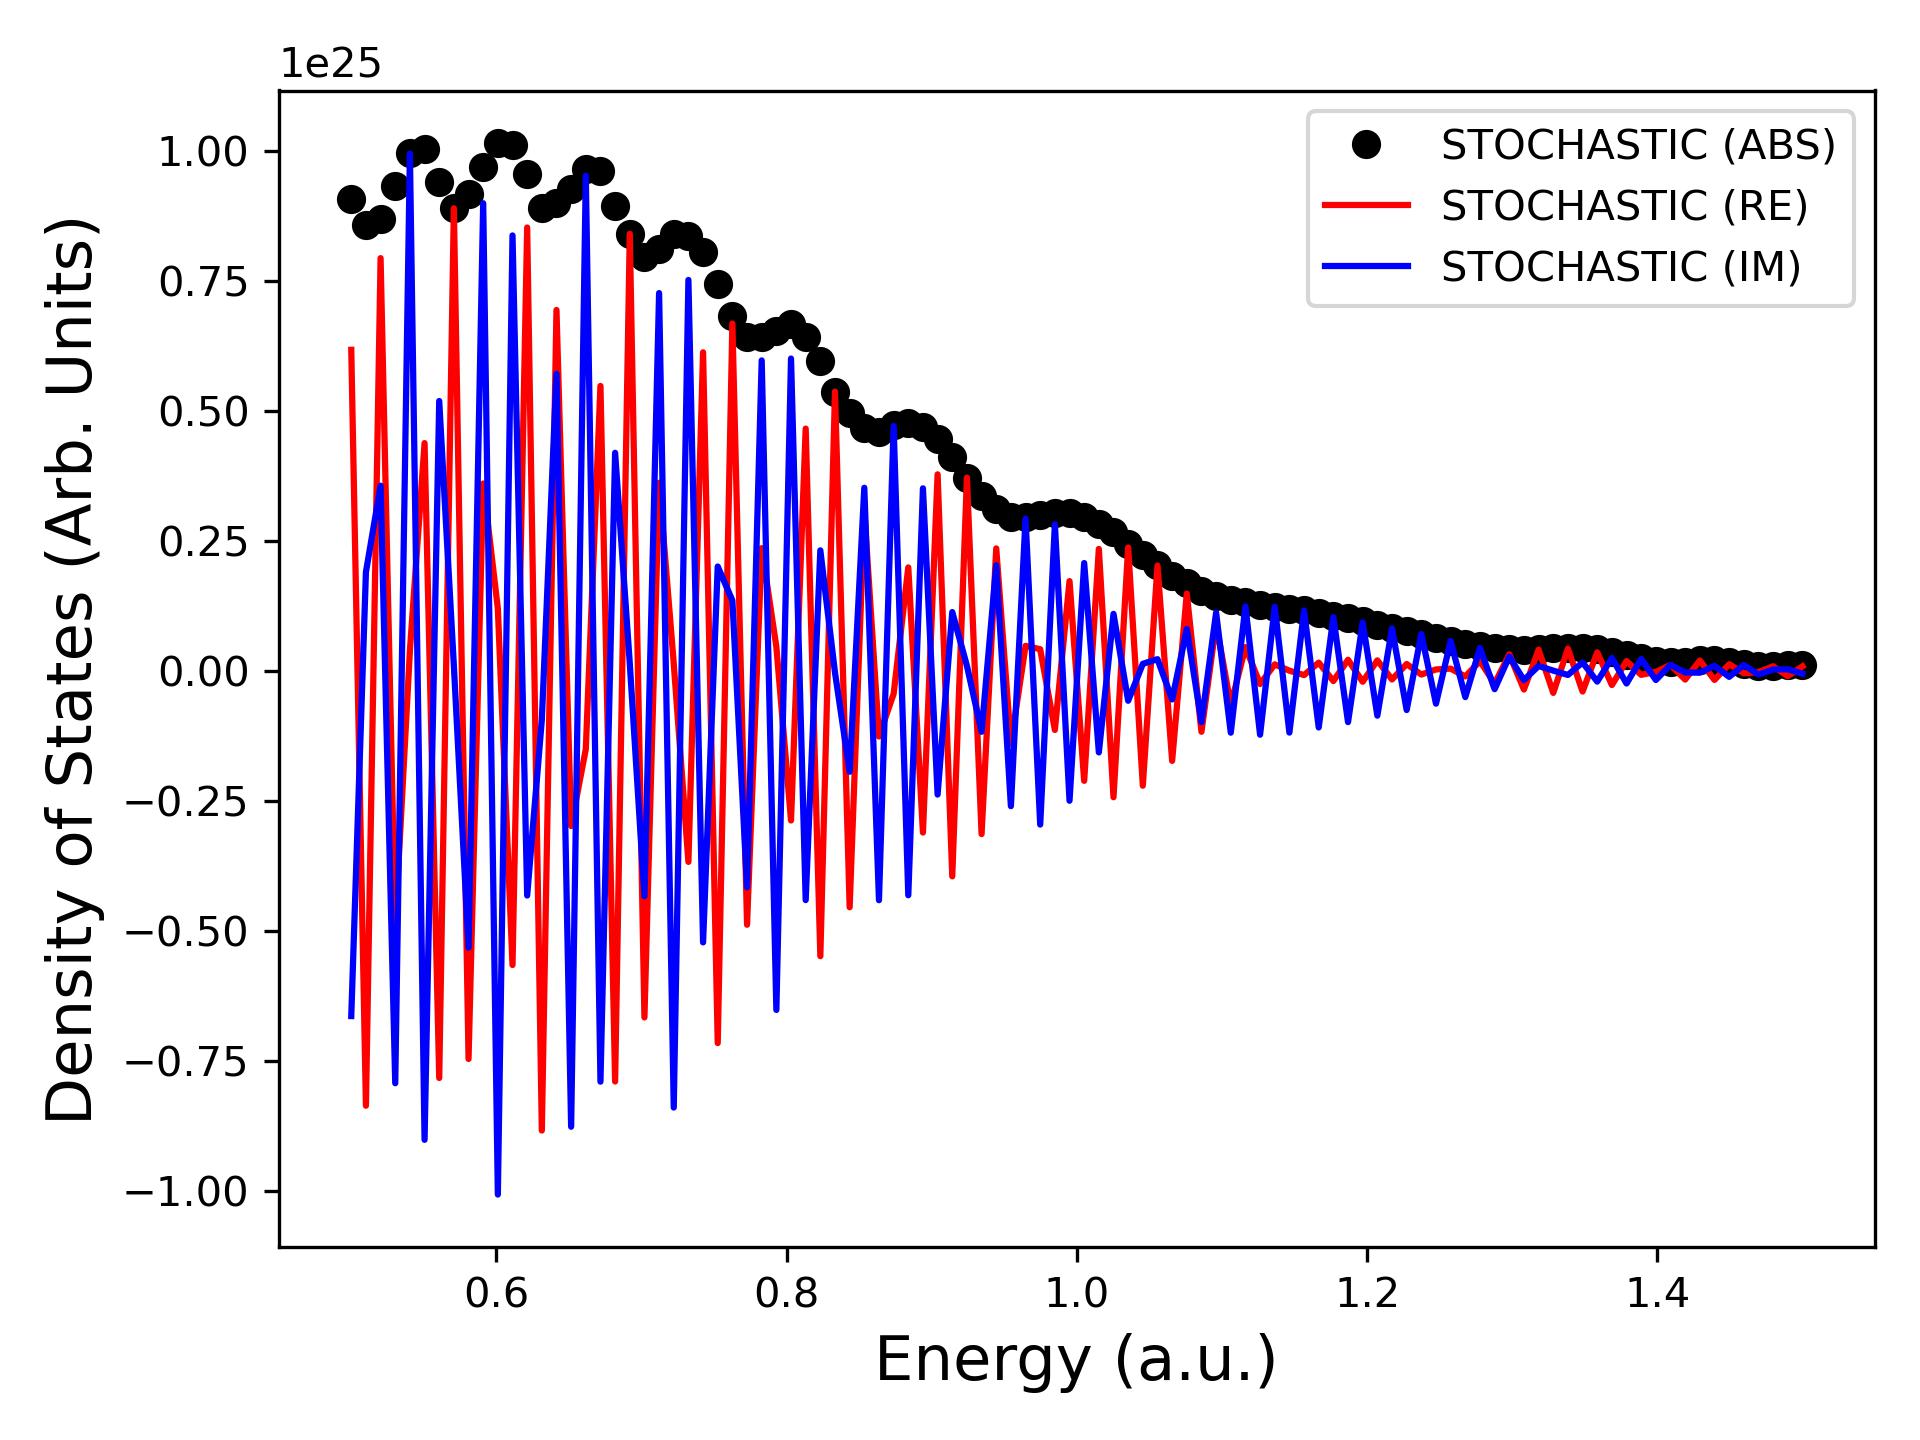 1e25
1.00
0.75
0.50
0.25
0.00
−0.25
−0.50
−0.75
−1.00
Density of States (Arb. Units)
STOCHASTIC (ABS)
STOCHASTIC (RE)
STOCHASTIC (IM)
0.6 0.8 1.0 1.2 1.4
Energy (a.u.)